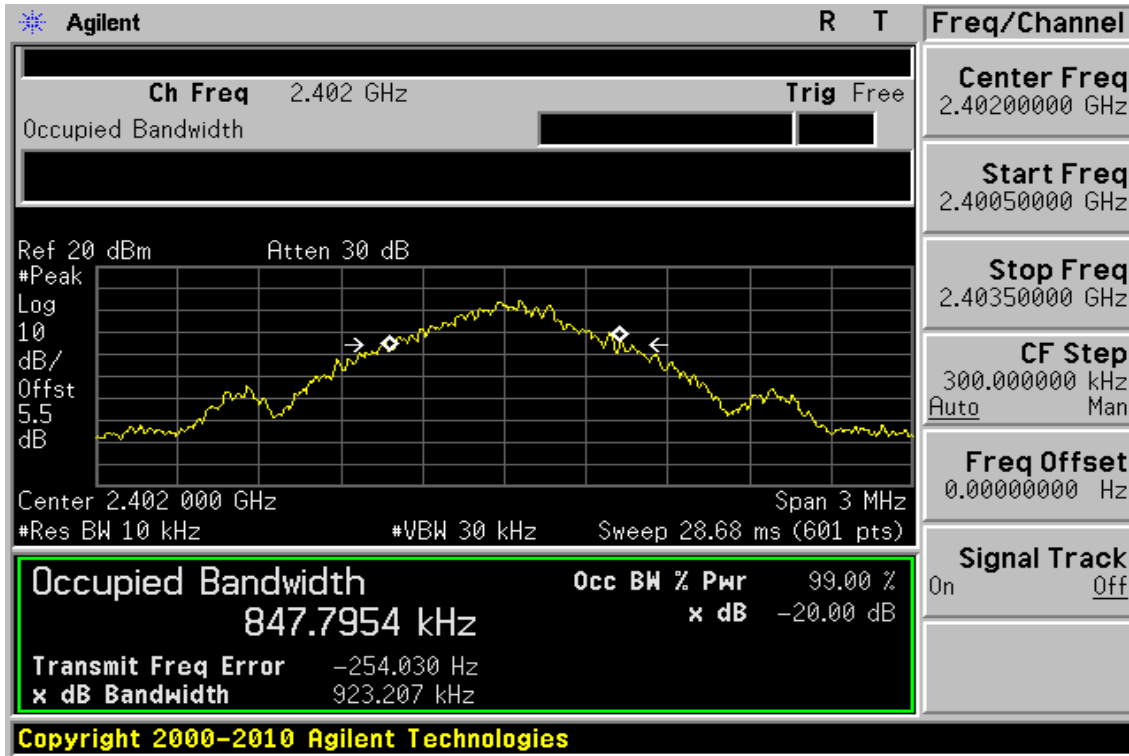 Agilent R T
Ch Freq 2.402 GHz Trig Free
Occupied Bandwidth
Ref 20 dBm Atten 30 dB
#Peak
Log
10
dB/
Offst
5.5
dB
Center 2.402 000 GHz Span 3 MHz
#Res BW 10 kHz #VBW 30 kHz Sweep 28.68 ms (601 pts)
Occupied Bandwidth
847.7954 kHz
Occ BW % Pwr 99.00 %
x dB -20.00 dB
Transmit Freq Error -254.030 Hz
x dB Bandwidth 923.207 kHz
Copyright 2000-2010 Agilent Technologies
Freq/Channel
Center Freq
2.40200000 GHz
Start Freq
2.40050000 GHz
Stop Freq
2.40350000 GHz
CF Step
300.000000 kHz
Auto Man
Freq Offset
0.00000000 Hz
Signal Track
On Off